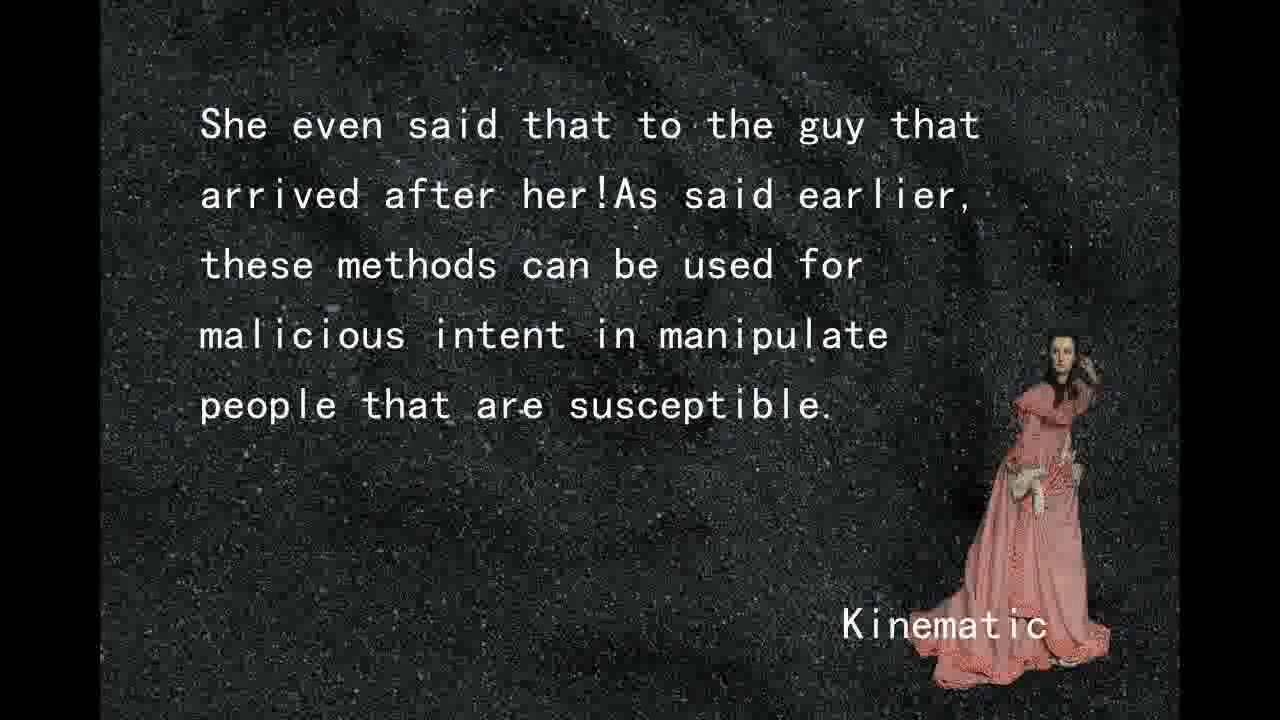 She even said that to the guy that
arrived after her!As said earlier,
these methods can be used for
malicious intent in manipulate
people that are susceptible.
Kinematic